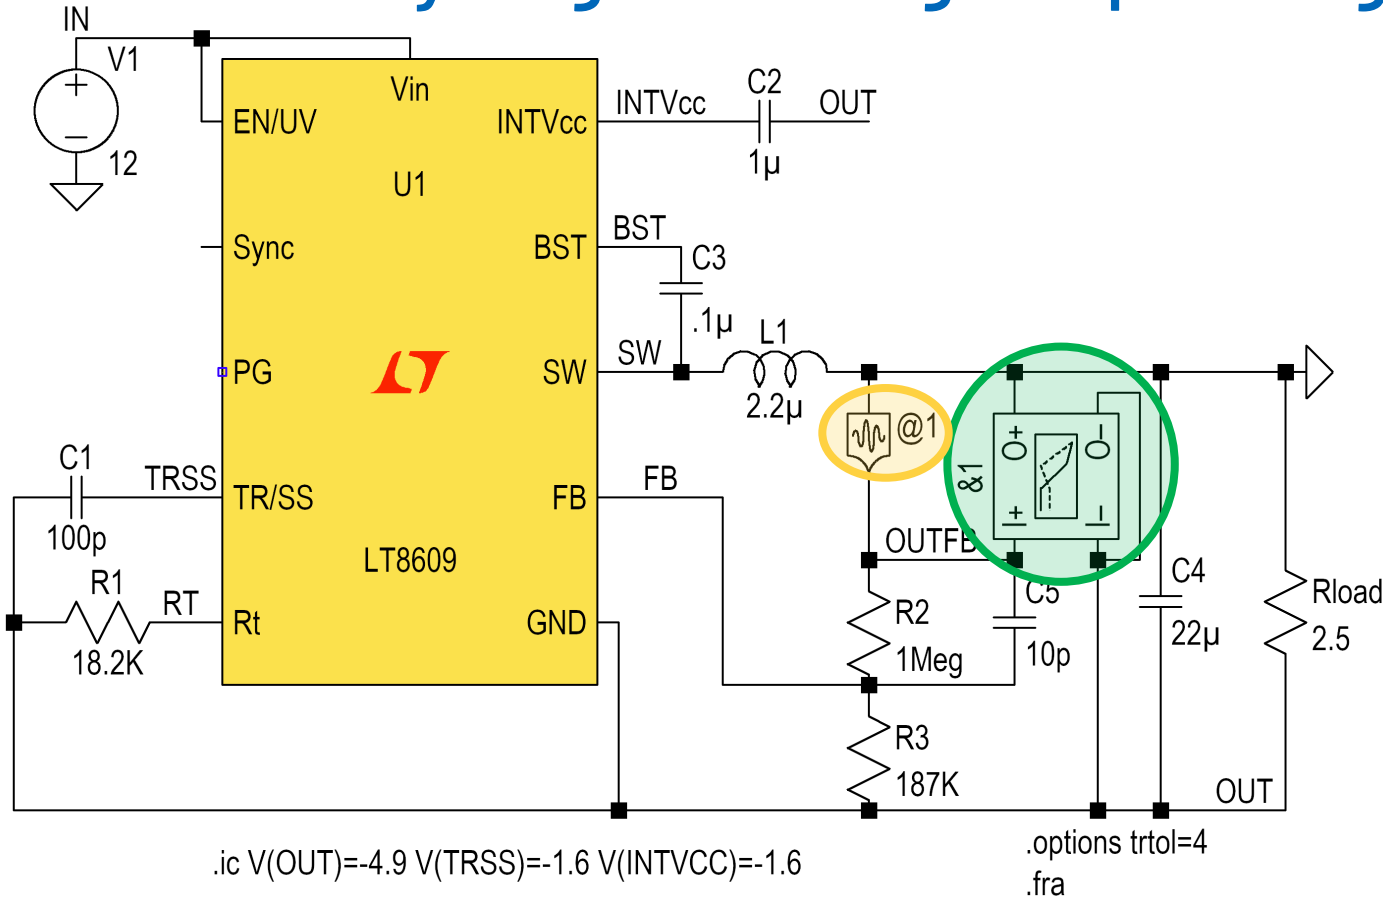 IN
V1
+
−
12
Vin
EN/UV
INTVcc
INTVcc
C2
OUT
1µ
U1
Sync
BST
BST
C3
.1µ
PG
SW
SW
L1
2.2µ
@1
&1
O+
O−
I+
I−
C1
TRSS
100p
TR/SS
FB
FB
OUTFB
LT8609
R1
RT
18.2K
Rt
GND
R2
1Meg
C5
10p
C4
22µ
Rload
2.5
R3
187K
OUT
.ic V(OUT)=-4.9 V(TRSS)=-1.6 V(INTVCC)=-1.6
.options trtol=4
.fra